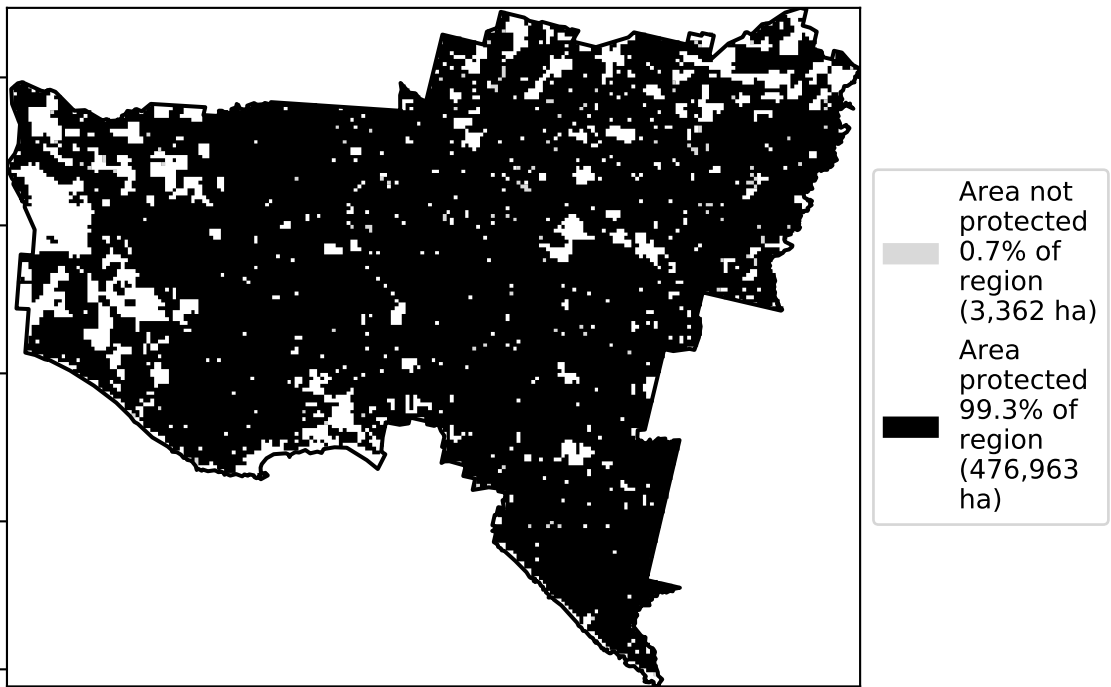 Area not
protected
0.7% of
region
(3,362 ha)
Area
protected
99.3% of
region
(476,963
ha)